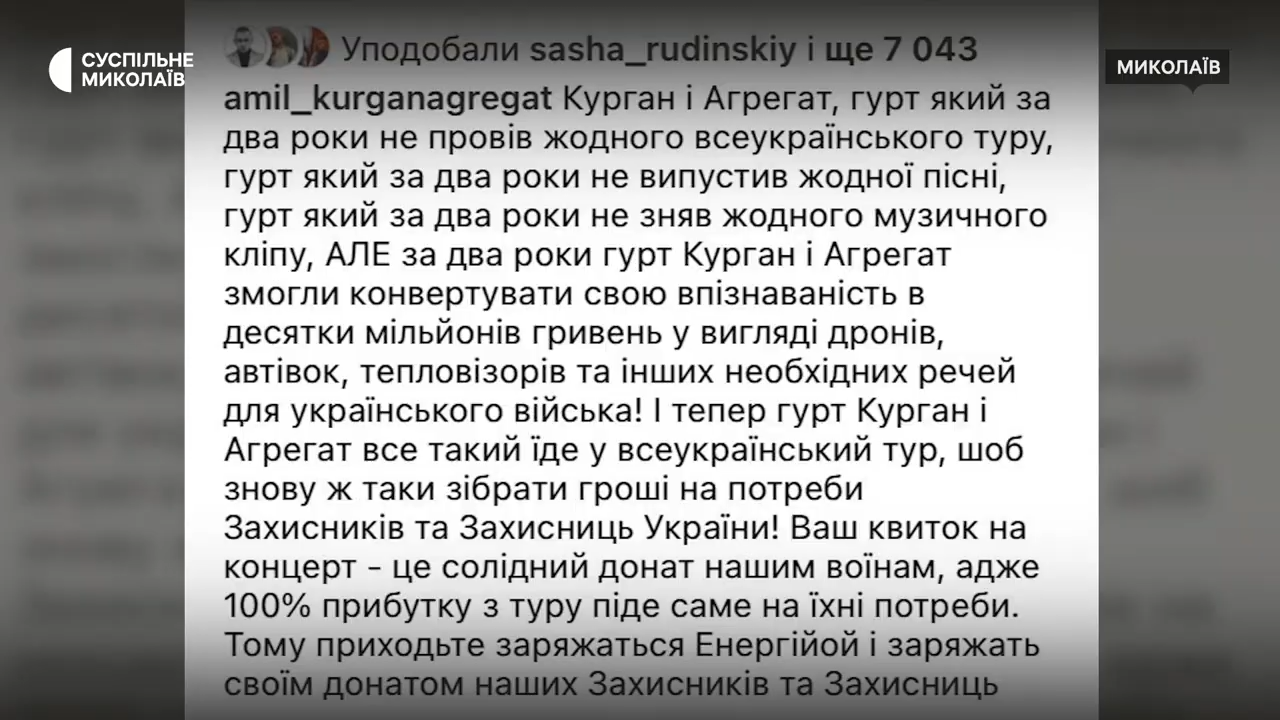 СУСПІЛЬНЕ
МИКОЛАЇВ
МИКОЛАЇВ
Уподобали sasha_rudinskiy і ще 7 043
amil_kurganagregat Курган і Агрегат, гурт який за
два роки не провів жодного всеукраїнського туру,
гурт який за два роки не випустив жодної пісні,
гурт який за два роки не зняв жодного музичного
кліпу, АЛЕ за два роки гурт Курган і Агрегат
змогли конвертувати свою впізнаваність в
десятки мільйонів гривень у вигляді дронів,
автівок, тепловізорів та інших необхідних речей
для українського війська! І тепер гурт Курган і
Агрегат все такий їде у всеукраїнський тур, шоб
знову ж таки зібрати гроші на потреби
Захисників та Захисниць України! Ваш квиток на
концерт - це солідний донат нашим воїнам, адже
100% прибутку з туру піде саме на їхні потреби.
Тому приходьте заряжаться Енергійой і заряжать
своїм донатом наших Захисників та Захисниць